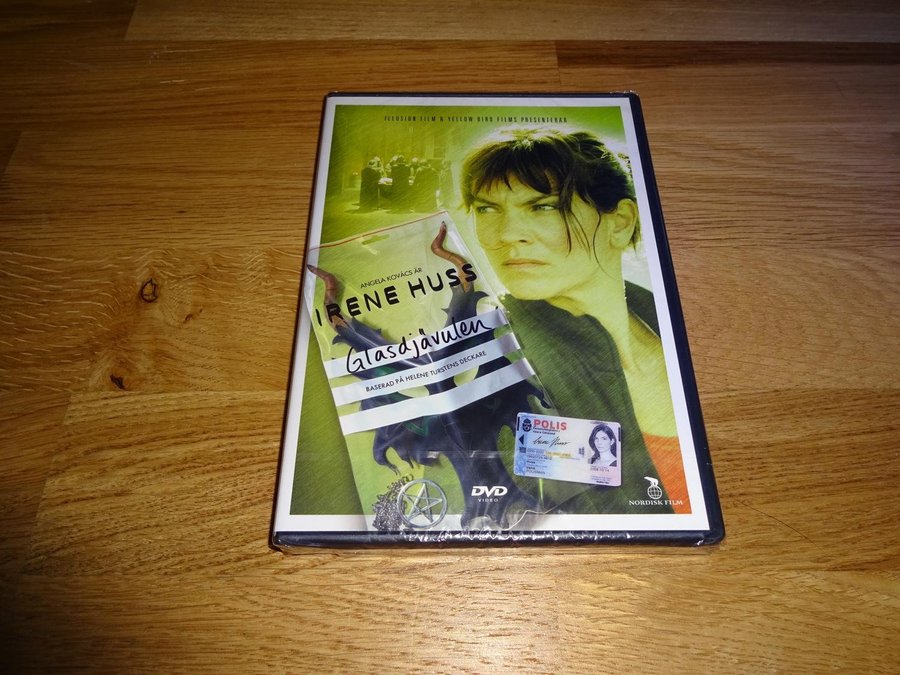 ILLUSION FILM & YELLOW BIRD FILMS PRESENTERAR
ANGELA KOVÁCS ÄR
IRENE HUSS
Glasdjävulen
BASERAD PÅ HELENE TURSTENS DECKARE
POLIS
DVD
VIDEO
NORDISK FILM